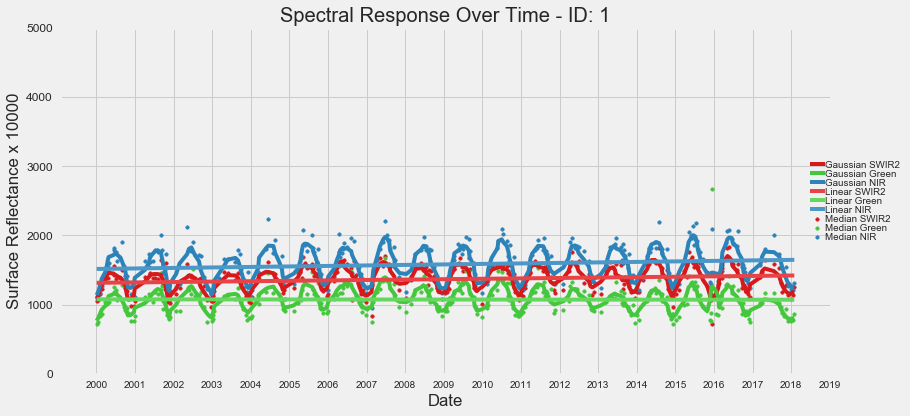 Spectral Response Over Time - ID: 1
Surface Reflectance x 10000
5000
4000
3000
2000
1000
0
2000 2001 2002 2003 2004 2005 2006 2007 2008 2009 2010 2011 2012 2013 2014 2015 2016 2017 2018 2019
Date
Gaussian SWIR2
Gaussian Green
Gaussian NIR
Linear SWIR2
Linear Green
Linear NIR
Median SWIR2
Median Green
Median NIR